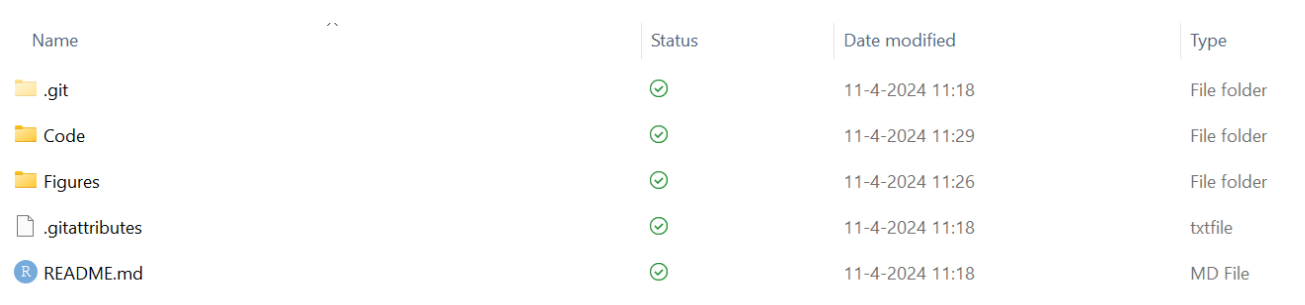 Name Status Date modified Type
.git 11-4-2024 11:18 File folder
Code 11-4-2024 11:29 File folder
Figures 11-4-2024 11:26 File folder
.gitattributes 11-4-2024 11:18 txtfile
R README.md 11-4-2024 11:18 MD File